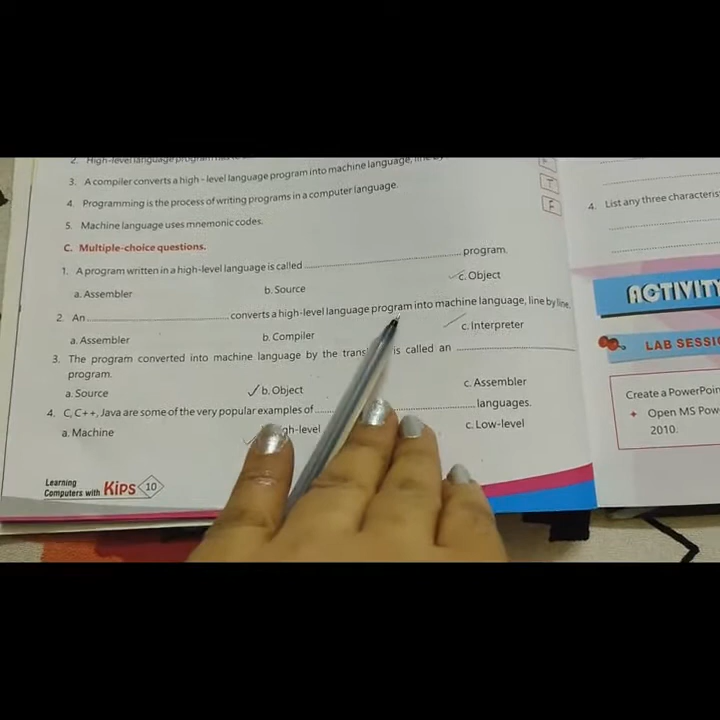 2. High-level language program
3. A compiler converts a high - level language program into machine language, line by
4. Programming is the process of writing programs in a computer language.
T
5. Machine language uses mnemonic codes.
F
C. Multiple-choice questions.
1. A program written in a high-level language is called ........ program.
a. Assembler b. Source c. Object
2. An ........ converts a high-level language program into machine language, line by line.
a. Assembler b. Compiler c. Interpreter
3. The program converted into machine language by the is called an ........
program.
a. Source b. Object c. Assembler
4. C, C++, Java are some of the very popular examples of ........ languages.
a. Machine gh-level c. Low-level
Learning
Computers with Kips 10
4. List any three
ACTIVITY
LAB
Create a
Open MS
2010.